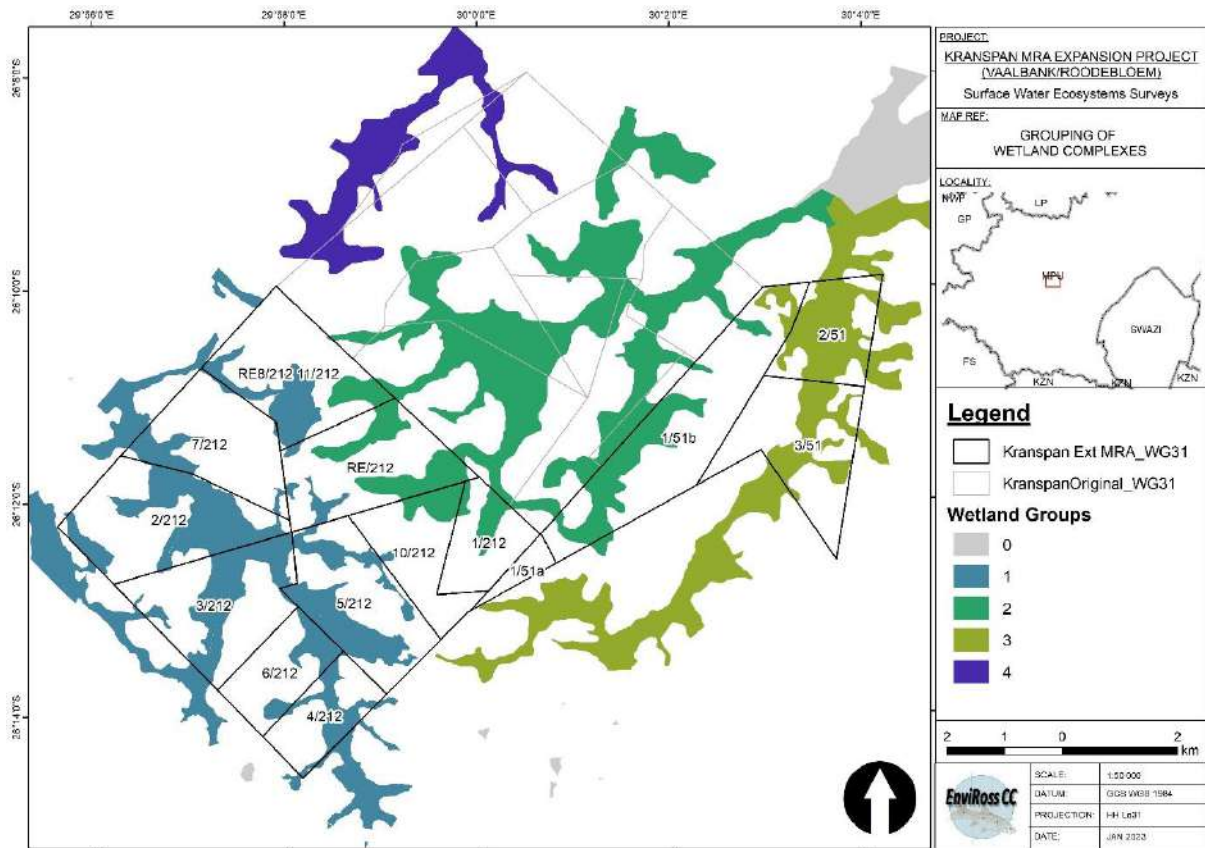 29°56'0"E
29°58'0"E
30°0'0"E
30°2'0"E
30°4'0"E
26°8'0"S
26°10'0"S
26°12'0"S
26°14'0"S
RE8/212 11/212
7/212
2/212
3/212
RE/212
10/212
1/212
5/212
6/212
4/212
1/51a
1/51b
2/51
3/51
PROJECT:
KRANSPAN MRA EXPANSION PROJECT
(VAALBANK/ROODEBLOEM)
Surface Water Ecosystems Surveys
MAP REF:
GROUPING OF
WETLAND COMPLEXES
LOCALITY:
NWP
LP
GP
MPU
SWAZI
FS
KZN
KZN
KZN
Legend
Kranspan Ext MRA_WG31
KranspanOriginal_WG31
Wetland Groups
0
1
2
3
4
2 1 0 2
km
EnviRoss CC
SCALE: 1:50 000
DATUM: GCS WGS 1984
PROJECTION: HH Lo31
DATE: JAN 2023